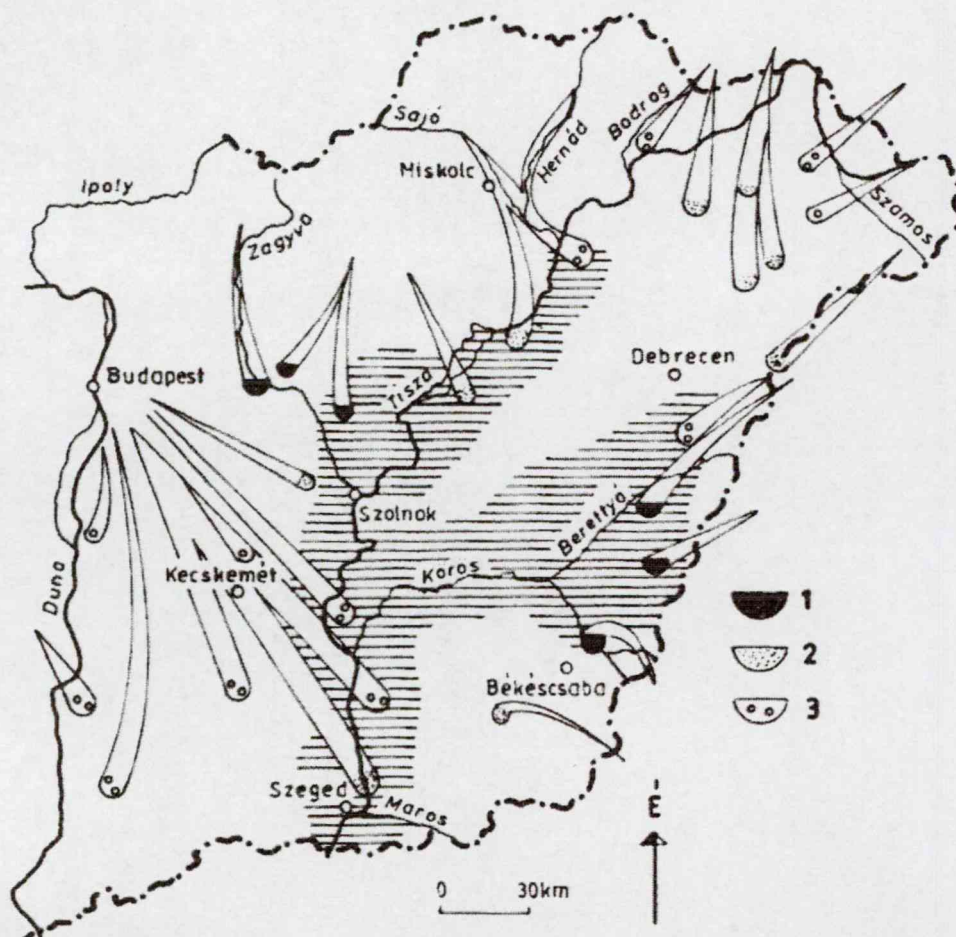 Sajó
Hernád
Bodrog
Miskolc
Ipoly
Zagyva
Szamos
Budapest
Debrecen
Tisza
Szolnok
Berettyá
Duna
Kecskemét
Körös
1
2
Békéscsaba
3
Szeged
Maros
É
0 30km